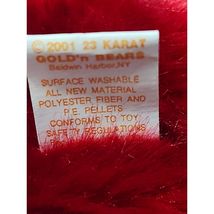 © 2001 23 KARAT
GOLD'n BEARS
Baldwin Harbor, NY
SURFACE WASHABLE
ALL NEW MATERIAL
POLYESTER FIBER AND
P.E. PELLETS
CONFORMS TO TOY
SAFETY REGULATIONS